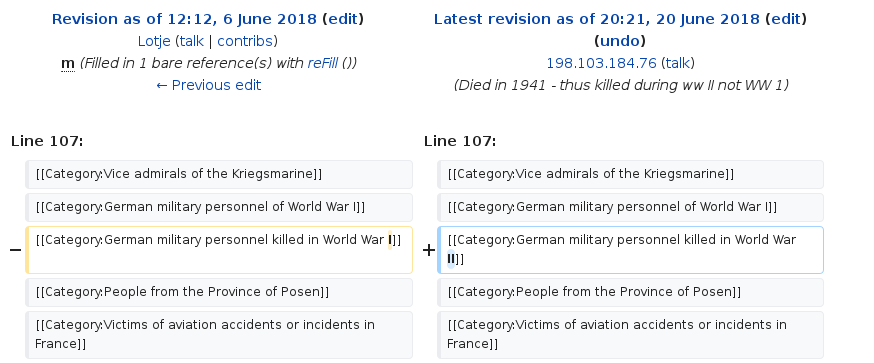 Revision as of 12:12, 6 June 2018 (edit)
Lotje (talk | contribs)
m (Filled in 1 bare reference(s) with reFill ())
← Previous edit
Latest revision as of 20:21, 20 June 2018 (edit)
(undo)
198.103.184.76 (talk)
(Died in 1941 - thus killed during ww II not WW 1)
Line 107:
Line 107:
[[Category:Vice admirals of the Kriegsmarine]]
[[Category:Vice admirals of the Kriegsmarine]]
[[Category:German military personnel of World War I]]
[[Category:German military personnel of World War I]]
− [[Category:German military personnel killed in World War I]]
+ [[Category:German military personnel killed in World War
II]]
[[Category:People from the Province of Posen]]
[[Category:People from the Province of Posen]]
[[Category:Victims of aviation accidents or incidents in
France]]
[[Category:Victims of aviation accidents or incidents in
France]]